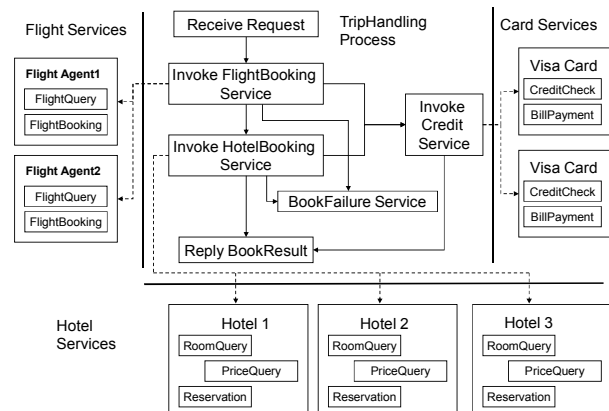 Flight Services
Flight Agent1
FlightQuery
FlightBooking
Flight Agent2
FlightQuery
FlightBooking
Receive Request
TripHandling
Process
Invoke FlightBooking
Service
Invoke HotelBooking
Service
Invoke
Credit
Service
BookFailure Service
Reply BookResult
Card Services
Visa Card
CreditCheck
BillPayment
Visa Card
CreditCheck
BillPayment
Hotel
Services
Hotel 1
RoomQuery
PriceQuery
Reservation
Hotel 2
RoomQuery
PriceQuery
Reservation
Hotel 3
RoomQuery
PriceQuery
Reservation